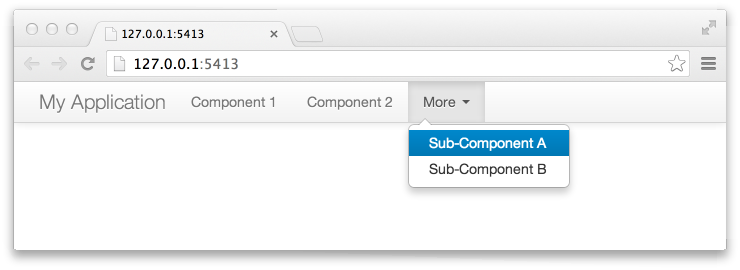 127.0.0.1:5413
127.0.0.1:5413
My Application Component 1 Component 2 More
Sub-Component A
Sub-Component B